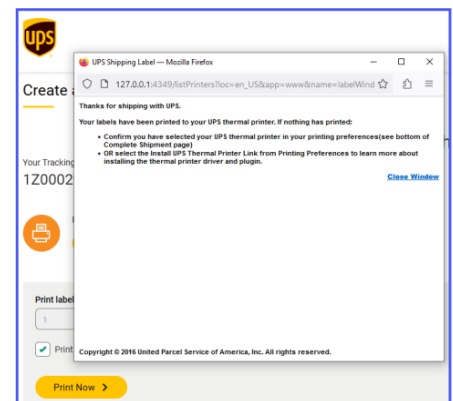 ups
UPS Shipping Label — Mozilla Firefox
127.0.0.1:4349/listPrinters?loc=en_US&app=www&name=labelWind
Create
Thanks for shipping with UPS.
Your labels have been printed to your UPS thermal printer. If nothing has printed:
• Confirm you have selected your UPS thermal printer in your printing preferences(see bottom of
Complete Shipment page)
• OR select the Install UPS Thermal Printer Link from Printing Preferences to learn more about
installing the thermal printer driver and plugin.
Close Window
Your Tracking
1Z0002
Print label
1
Print
Copyright © 2016 United Parcel Service of America, Inc. All rights reserved.
Print Now